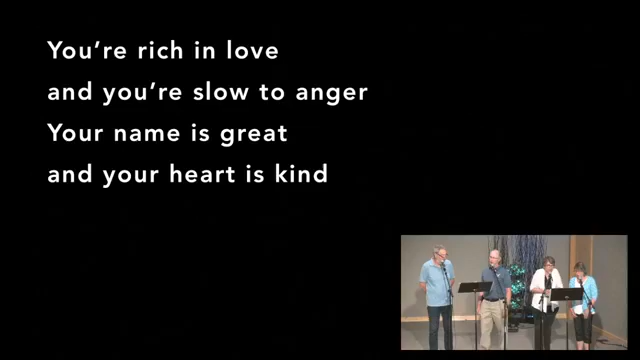 You're rich in love
and you're slow to anger
Your name is great
and your heart is kind